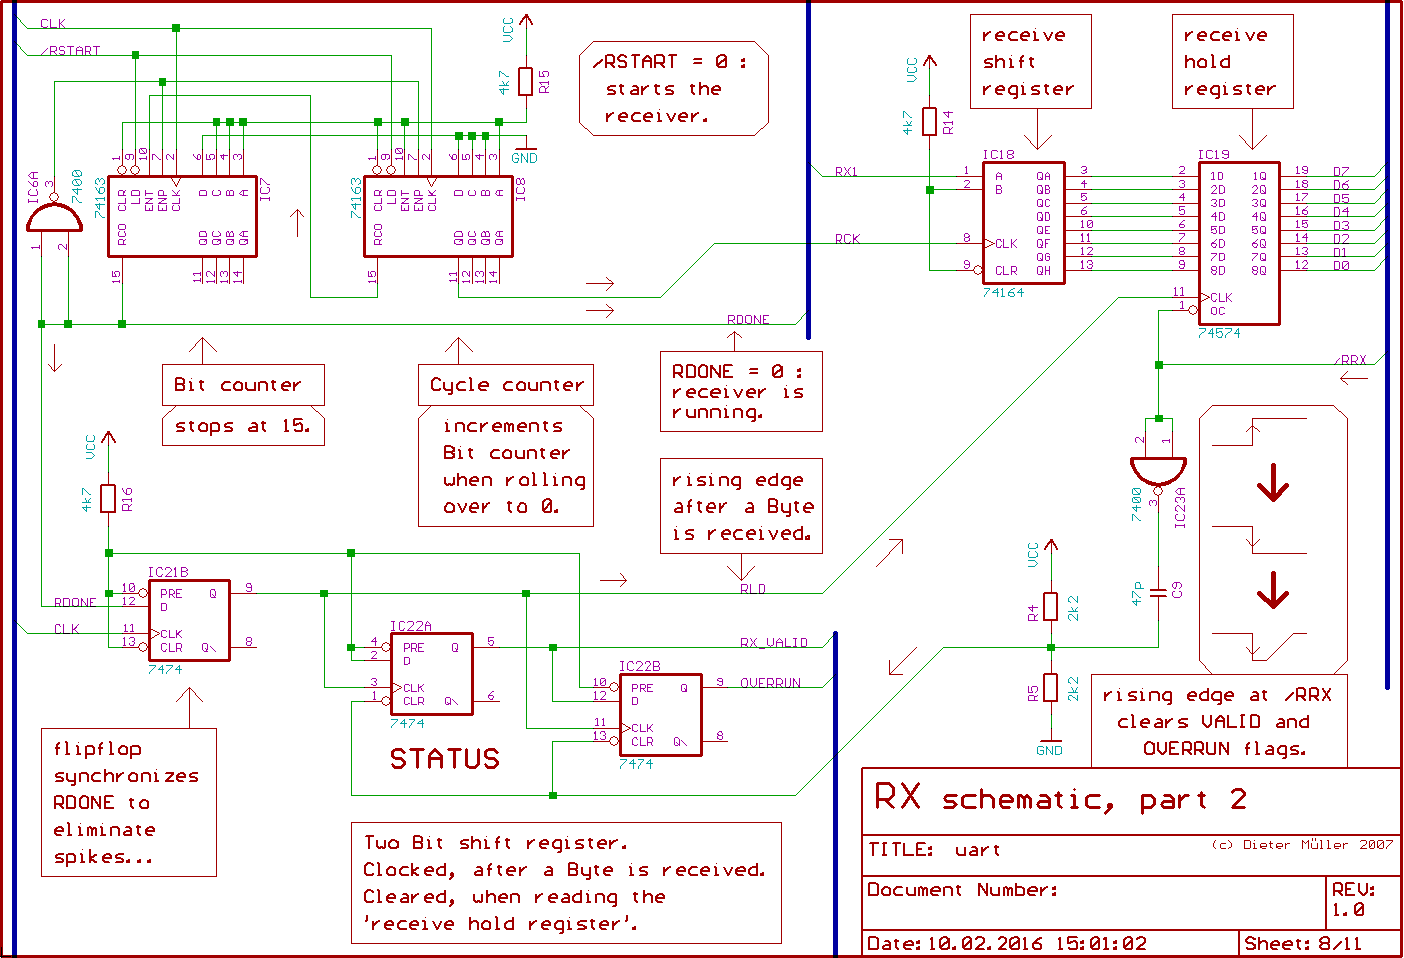 CLK
/RSTART
VCC
4k7
R15
GND
/RSTART = 0 :
starts the
receiver.
receive
shift
register
receive
hold
register
VCC
4k7
R14
IC6A
7400
3
1
2
74163
IC7
1 9 10 7 2 6 5 4 3
CLR LD ENT ENP CLK D C B A
RCO QD QC QB QA
15 11 12 13 14
74163
IC8
1 9 10 7 2 6 5 4 3
CLR LD ENT ENP CLK D C B A
RCO QD QC QB QA
15 11 12 13 14
RX1
RCK
IC18
1 A QA 3
2 B QB 4
QC 5
QD 6
QE 10
8 CLK QF 11
QG 12
9 CLR QH 13
74164
IC19
2 1D 1Q 19 D7
3 2D 2Q 18 D6
4 3D 3Q 17 D5
5 4D 4Q 16 D4
6 5D 5Q 15 D3
7 6D 6Q 14 D2
8 7D 7Q 13 D1
9 8D 8Q 12 D0
11 CLK
1 OC
74574
RDONE
/RRX
Bit counter
stops at 15.
Cycle counter
increments
Bit counter
when rolling
over to 0.
RDONE = 0 :
receiver is
running.
rising edge
after a Byte
is received.
VCC
4k7
R16
IC21B
10 PRE Q 9
RDONE 12 D
CLK 11 CLK
13 CLR Q\ 8
7474
RLD
IC22A
4 PRE Q 5
2 D
3 CLK
1 CLR Q\ 6
7474
RX_VALID
IC22B
10 PRE Q 9
12 D
11 CLK
13 CLR Q\ 8
7474
OVERRUN
STATUS
2 1
7400
3
IC23A
47p
C9
VCC
R4
2k2
R5
2k2
GND
rising edge at /RRX
clears VALID and
OVERRUN flags.
flipflop
synchronizes
RDONE to
eliminate
spikes...
Two Bit shift register.
Clocked, after a Byte is received.
Cleared, when reading the
'receive hold register'.
RX schematic, part 2
TITLE: uart
(c) Dieter Müller 2007
Document Number:
REV:
1.0
Date: 10.02.2016 15:01:02
Sheet: 8/11